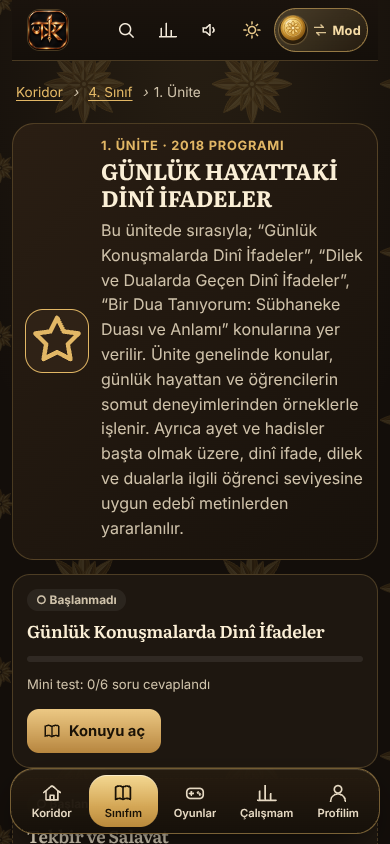 Mod
Koridor › 4. Sınıf › 1. Ünite
1. ÜNİTE · 2018 PROGRAMI
GÜNLÜK HAYATTAKİ
DİNÎ İFADELER
Bu ünitede sırasıyla; “Günlük
Konuşmalarda Dinî İfadeler”, “Dilek
ve Dualarda Geçen Dinî İfadeler”,
“Bir Dua Tanıyorum: Sübhaneke
Duası ve Anlamı” konularına yer
verilir. Ünite genelinde konular,
günlük hayattan ve öğrencilerin
somut deneyimlerinden örneklerle
işlenir. Ayrıca ayet ve hadisler
başta olmak üzere, dinî ifade, dilek
ve dualarla ilgili öğrenci seviyesine
uygun edebî metinlerden
yararlanılır.
Başlanmadı
Günlük Konuşmalarda Dinî İfadeler
Mini test: 0/6 soru cevaplandı
Konuyu aç
Koridor Sınıfım Oyunlar Çalışmam Profilim
Tekbir ve Salavat